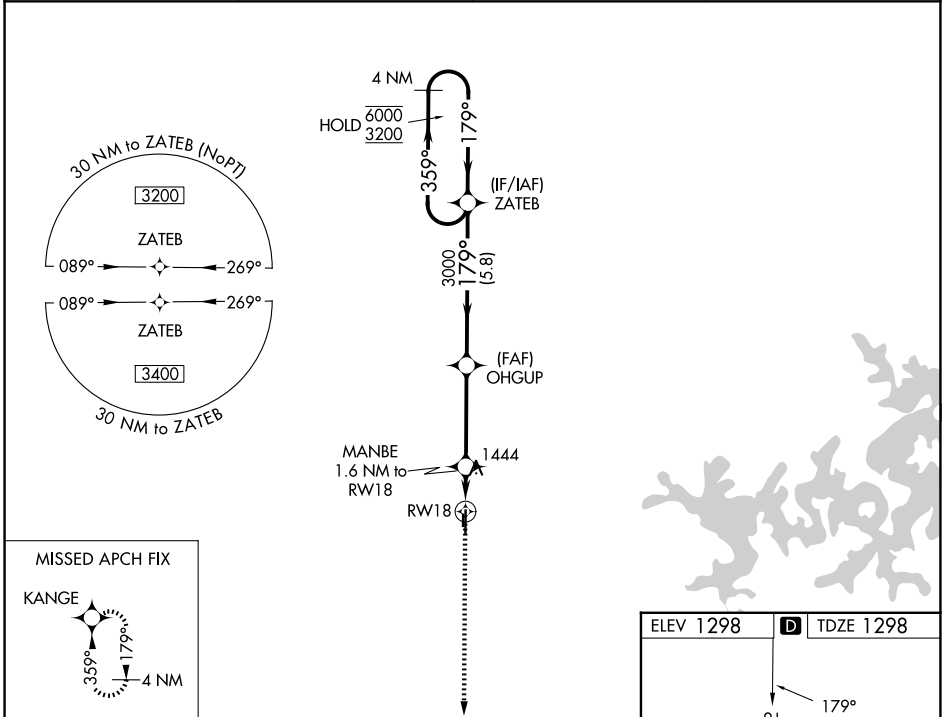 30 NM to ZATEB (NoPT)
3200
ZATEB
089°
269°
089°
269°
ZATEB
3400
30 NM to ZATEB
4 NM
HOLD
6000
3200
359°
179°
(IF/IAF)
ZATEB
3000
179°
(5.8)
(FAF)
OHGUP
MANBE
1.6 NM to
RW18
1444
RW18
MISSED APCH FIX
KANGE
359°
179°
4 NM
ELEV 1298
D
TDZE 1298
179°